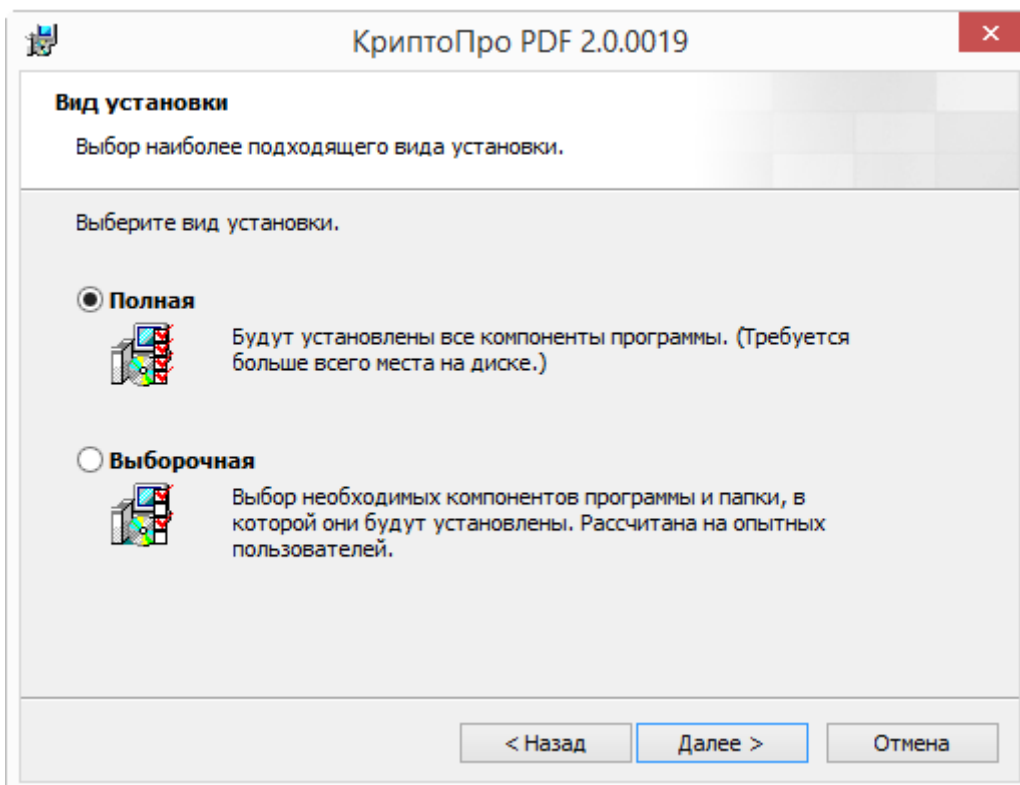 КриптоПро PDF 2.0.0019
Вид установки
Выбор наиболее подходящего вида установки.
Выберите вид установки.
Полная
Будут установлены все компоненты программы. (Требуется
больше всего места на диске.)
Выборочная
Выбор необходимых компонентов программы и папки, в
которой они будут установлены. Рассчитана на опытных
пользователей.
< Назад
Далее >
Отмена